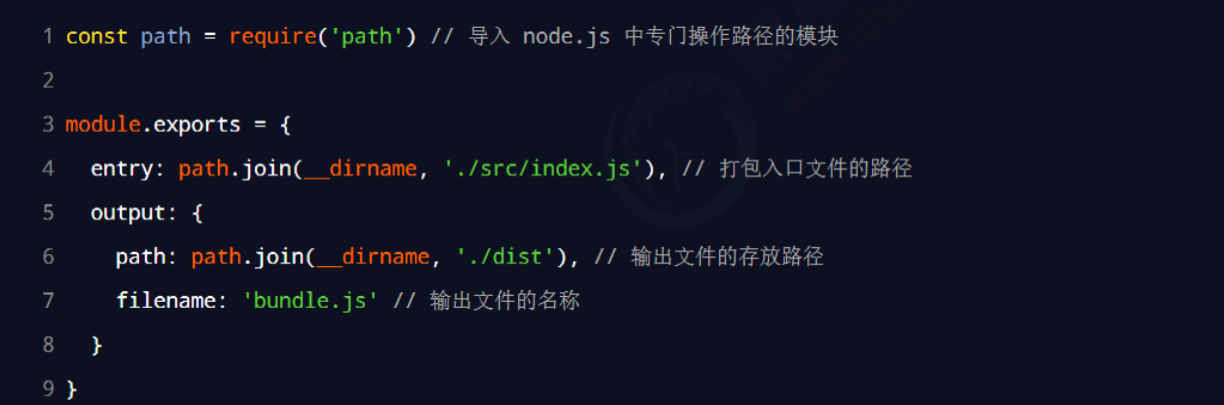 1 const path = require('path') // 导入 node.js 中专门操作路径的模块
2
3 module.exports = {
4 entry: path.join(__dirname, './src/index.js'), // 打包入口文件的路径
5 output: {
6 path: path.join(__dirname, './dist'), // 输出文件的存放路径
7 filename: 'bundle.js' // 输出文件的名称
8 }
9 }